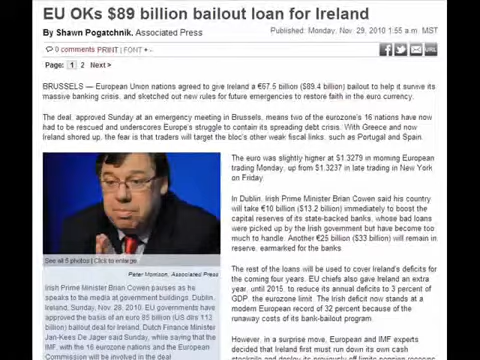 EU OKs $89 billion bailout loan for Ireland
By Shawn Pogatchnik, Associated Press
Published: Monday, Nov. 29, 2010 1:55 a.m. MST
0 comments PRINT | FONT + -
EMAIL URL
Page: 1 2 Next >
BRUSSELS — European Union nations agreed to give Ireland a €67.5 billion ($89.4 billion) bailout to help it survive its
massive banking crisis, and sketched out new rules for future emergencies to restore faith in the euro currency.
The deal, approved Sunday at an emergency meeting in Brussels, means two of the eurozone's 16 nations have now
had to be rescued and underscores Europe's struggle to contain its spreading debt crisis. With Greece and now
Ireland shored up, the fear is that traders will target the bloc's other weak fiscal links, such as Portugal and Spain.
The euro was slightly higher at $1.3279 in morning European
trading Monday, up from $1.3237 in late trading in New York
on Friday.
In Dublin, Irish Prime Minister Brian Cowen said his country
will take €10 billion ($13.2 billion) immediately to boost the
capital reserves of its state-backed banks, whose bad loans
were picked up by the Irish government but have become too
much to handle. Another €25 billion ($33 billion) will remain in
reserve, earmarked for the banks
The rest of the loans will be used to cover Ireland's deficits for
the coming four years. EU chiefs also gave Ireland an extra
year, until 2015, to reduce its annual deficits to 3 percent of
GDP, the eurozone limit. The Irish deficit now stands at a
modern European record of 32 percent because of the runaway
costs of its bank-bailout program.
However, in a surprise move, European and IMF experts
decided that Ireland first must run down its own cash
See all 5 photos | Click to enlarge
Peter Morrison, Associated Press
Irish Prime Minister Brian Cowen pauses as he
speaks to the media at government buildings, Dublin,
Ireland, Sunday, Nov. 28, 2010. EU governments have
approved the basis of an euro 85 billion (US dlrs 113
billion) bailout deal for Ireland, Dutch Finance Minister
Jan-Kees De Jager said Sunday, while saying that the
IMF, with the 16 eurozone nations and the European
Commission will be involved in the deal